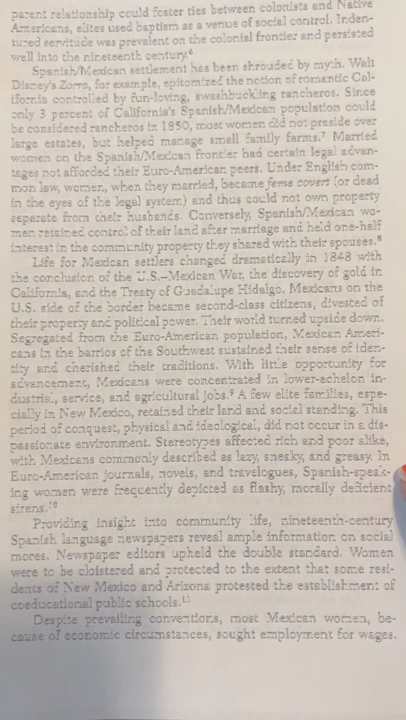 parent relationship could foster ties between colonists and Native
Americans, elites used baptism as a venue of social control. Inden-
tured servitude was prevalent on the colonial frontier and persisted
well into the nineteenth century.⁶
Spanish/Mexican settlement has been shrouded by myth. Walt
Disney's Zorro, for example, epitomized the notion of romantic Cal-
ifornia controlled by fun-loving, swashbuckling rancheros. Since
only 3 percent of California's Spanish/Mexican population could
be considered rancheros in 1850, most women did not preside over
large estates, but helped manage small family farms.⁷ Married
women on the Spanish/Mexican frontier had certain legal advan-
tages not afforded their Euro-American peers. Under English com-
mon law, women, when they married, became feme covert (or dead
in the eyes of the legal system) and thus could not own property
separate from their husbands. Conversely, Spanish/Mexican wo-
men retained control of their land after marriage and held one-half
interest in the community property they shared with their spouses.⁸
Life for Mexican settlers changed dramatically in 1848 with
the conclusion of the U.S.–Mexican War, the discovery of gold in
California, and the Treaty of Guadalupe Hidalgo. Mexicans on the
U.S. side of the border became second-class citizens, divested of
their property and political power. Their world turned upside down.
Segregated from the Euro-American population, Mexican Ameri-
cans in the barrios of the Southwest sustained their sense of iden-
tity and cherished their traditions. With little opportunity for
advancement, Mexicans were concentrated in lower-echelon in-
dustrial, service, and agricultural jobs.⁹ A few elite families, espe-
cially in New Mexico, retained their land and social standing. This
period of conquest, physical and ideological, did not occur in a dis-
passionate environment. Stereotypes affected rich and poor alike,
with Mexicans commonly described as lazy, sneaky, and greasy. In
Euro-American journals, novels, and travelogues, Spanish-speak-
ing women were frequently depicted as flashy, morally deficient
sirens.¹⁰
Providing insight into community life, nineteenth-century
Spanish language newspapers reveal ample information on social
mores. Newspaper editors upheld the double standard. Women
were to be cloistered and protected to the extent that some resi-
dents of New Mexico and Arizona protested the establishment of
coeducational public schools.¹¹
Despite prevailing conventions, most Mexican women, be-
cause of economic circumstances, sought employment for wages.